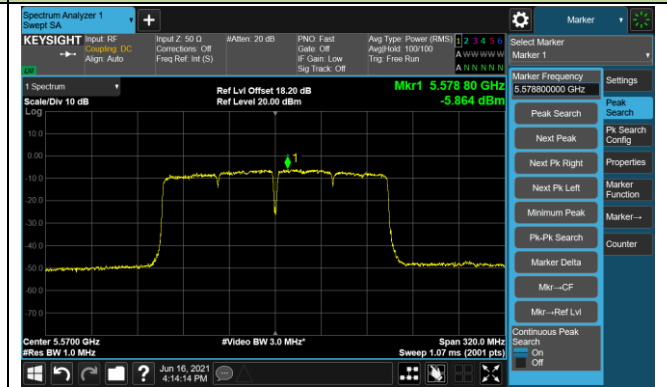 Spectrum Analyzer 1
Swept SA
Marker
KEYSIGHT
Input: RF
Coupling: DC
Align: Auto
Input Z: 50 Ω
Corrections: Off
Freq Ref: Int (S)
#Atten: 20 dB
PNO: Fast
Gate: Off
IF Gain: Low
Sig Track: Off
Avg Type: Power (RMS)
Avg|Hold: 100/100
Trig: Free Run
1 2 3 4 5 6
A W W W W W
A N N N N N
Select Marker
Marker 1
1 Spectrum
Scale/Div 10 dB
Log
Ref Lvl Offset 18.20 dB
Ref Level 20.00 dBm
Mkr1 5.578 80 GHz
-5.864 dBm
Marker Frequency
5.578800000 GHz
Peak Search
Next Peak
Next Pk Right
Next Pk Left
Minimum Peak
Pk-Pk Search
Marker Delta
Mkr→CF
Mkr→Ref Lvl
Continuous Peak
Search
On
Off
Settings
Peak
Search
Pk Search
Config
Properties
Marker
Function
Marker→
Counter
10.0
0.00
1
-10.0
-20.0
-30.0
-40.0
-50.0
-60.0
-70.0
Center 5.5700 GHz
#Res BW 1.0 MHz
#Video BW 3.0 MHz*
Span 320.0 MHz
Sweep 1.07 ms (2001 pts)
?
Jun 16, 2021
4:14:14 PM